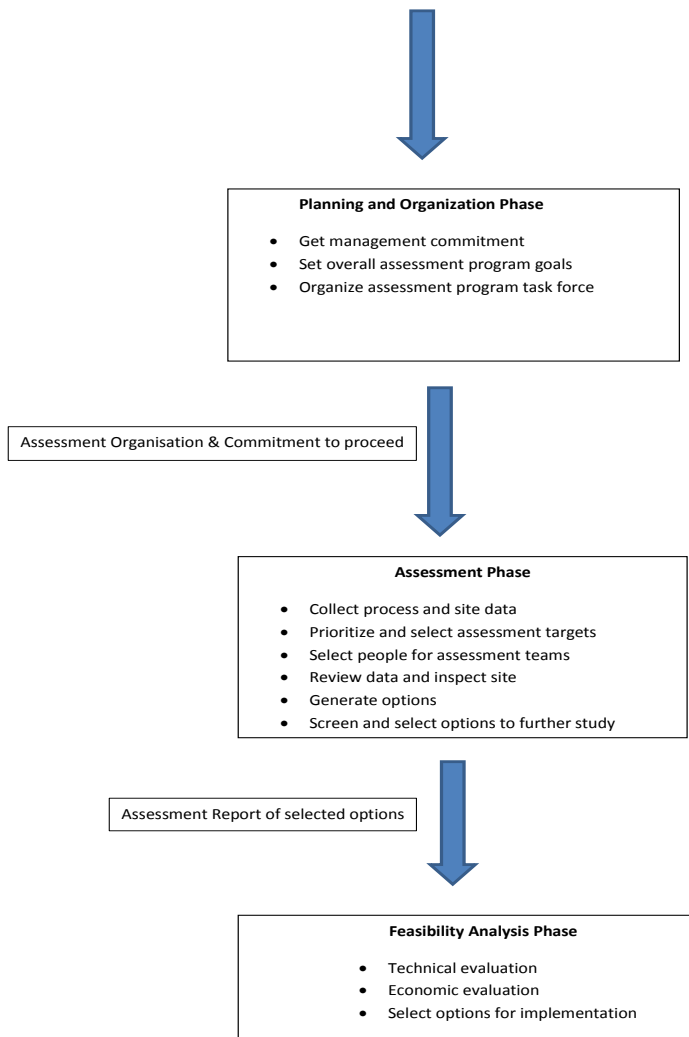 Planning and Organization Phase
• Get management commitment
• Set overall assessment program goals
• Organize assessment program task force
Assessment Organisation & Commitment to proceed
Assessment Phase
• Collect process and site data
• Prioritize and select assessment targets
• Select people for assessment teams
• Review data and inspect site
• Generate options
• Screen and select options to further study
Assessment Report of selected options
Feasibility Analysis Phase
• Technical evaluation
• Economic evaluation
• Select options for implementation